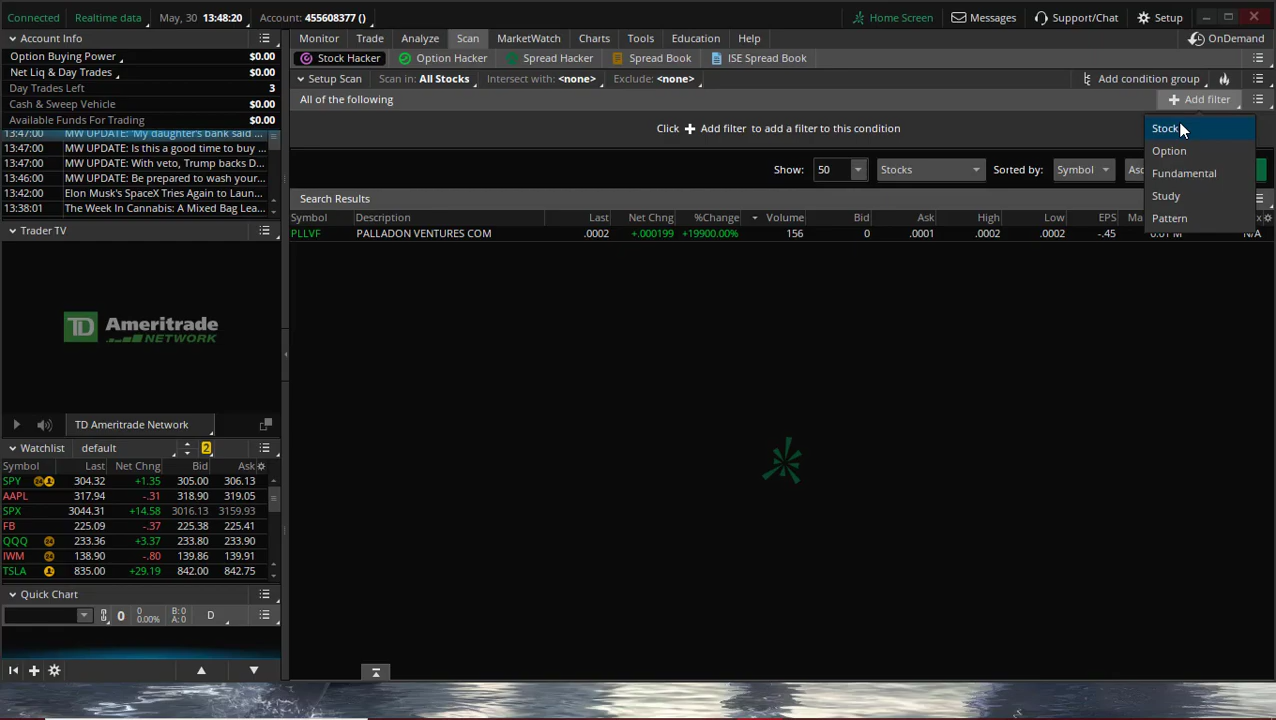 Connected Realtime data May, 30 13:48:20 Account: 455608377 () Home Screen Messages Support/Chat Setup
Account Info Monitor Trade Analyze Scan MarketWatch Charts Tools Education Help OnDemand
Option Buying Power $0.00 Stock Hacker Option Hacker Spread Hacker Spread Book ISE Spread Book
Net Liq & Day Trades $0.00 Setup Scan Scan in: All Stocks Intersect with: <none> Exclude: <none> Add condition group
Day Trades Left 3
Cash & Sweep Vehicle $0.00 All of the following Add filter
Available Funds For Trading $0.00
13:47:00 MW UPDATE: 'My daughter's bank said ... Click + Add filter to add a filter to this condition Stock
13:47:00 MW UPDATE: Is this a good time to buy ... Option
13:47:00 MW UPDATE: With veto, Trump backs D...
13:46:00 MW UPDATE: Be prepared to wash your... Show: 50 Stocks Sorted by: Symbol Fundamental
13:42:01 Elon Musk's SpaceX Tries Again to Laun... Study
13:38:01 The Week In Cannabis: A Mixed Bag Lea... Search Results
Symbol Description Last Net Chng %Change Volume Bid Ask High Low EPS Pattern
Trader TV PLLVF PALLADON VENTURES COM .0002 +.000199 +19900.00% 156 0 .0001 .0002 .0002 -.45
TD Ameritrade
NETWORK
TD Ameritrade Network
Watchlist default 2
Symbol Last Net Chng Bid Ask
SPY 24 304.32 +1.35 305.00 306.13
AAPL 317.94 -.31 318.90 319.05
SPX 3044.31 +14.58 3016.13 3159.93
FB 225.09 -.37 225.38 225.41
QQQ 24 233.36 +3.37 233.80 234.00
IWM 24 138.90 -.80 139.86 139.91
TSLA 835.00 +29.19 842.00 842.75
Quick Chart
0 0 0.00% B: 0 A: 0 D